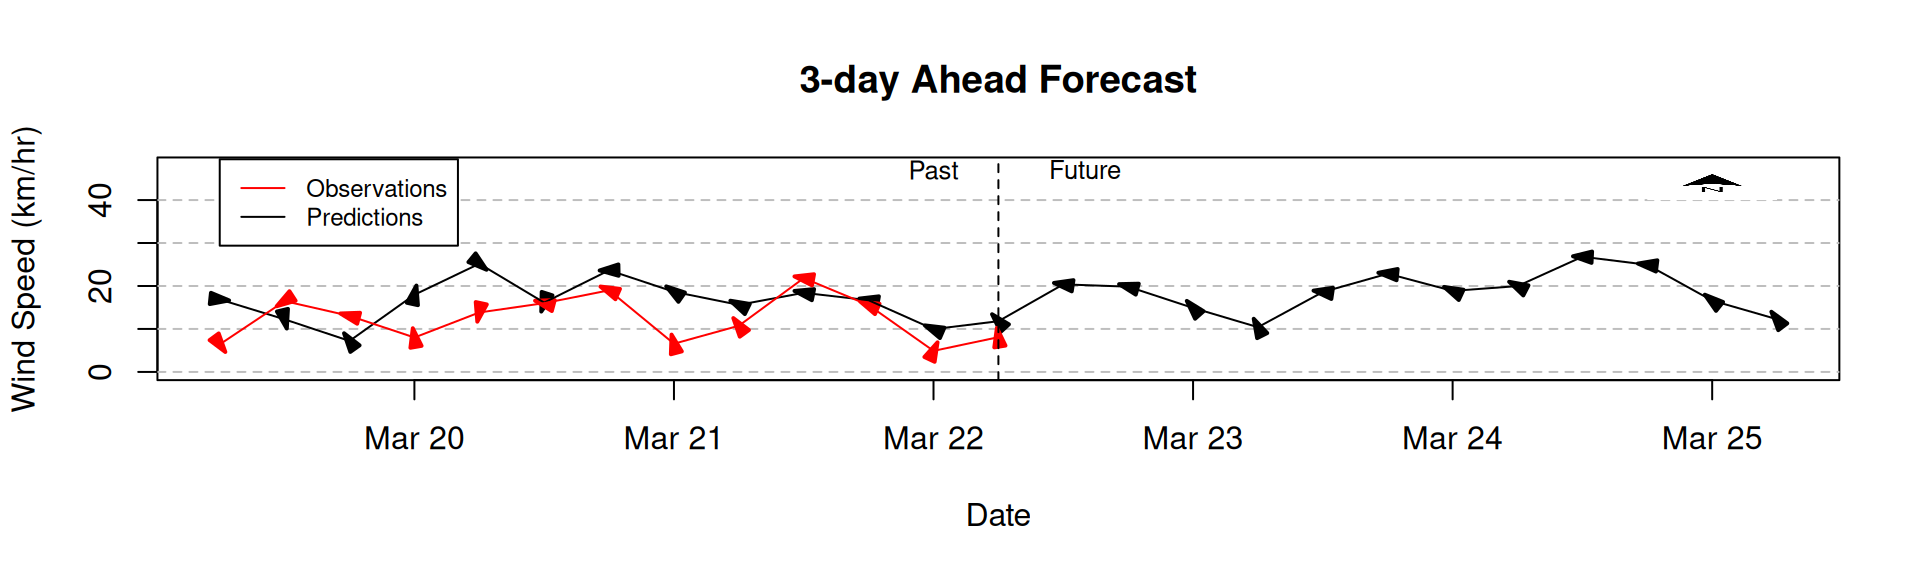 3-day Ahead Forecast
Wind Speed (km/hr)
40
20
0
Observations
Predictions
Past
Future
N
Mar 20
Mar 21
Mar 22
Mar 23
Mar 24
Mar 25
Date